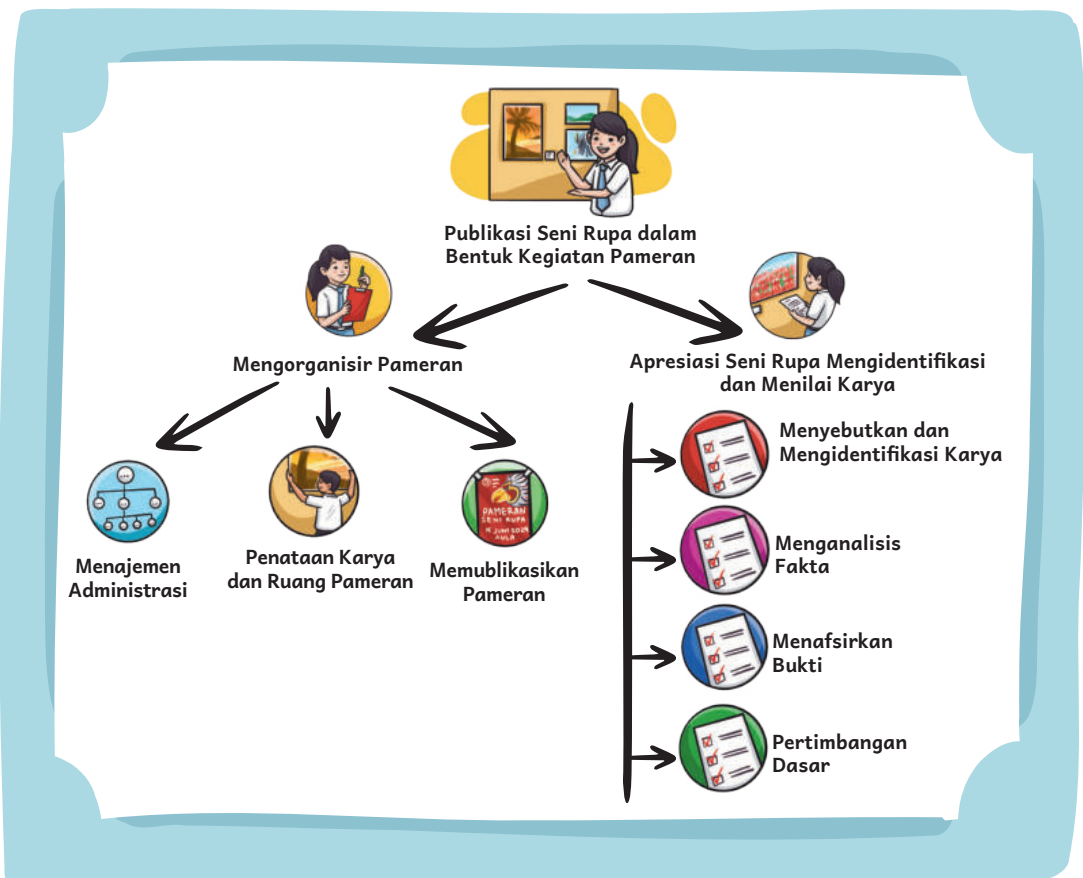 Publikasi Seni Rupa dalam
Bentuk Kegiatan Pameran
Mengorganisir Pameran
Menajemen
Administrasi
Penataan Karya
dan Ruang Pameran
PAMERAN
SENI RUPA
AULA
Memublikasikan
Pameran
Apresiasi Seni Rupa Mengidentifikasi
dan Menilai Karya
Menyebutkan dan
Mengidentifikasi Karya
Menganalisis
Fakta
Menafsirkan
Bukti
Pertimbangan
Dasar